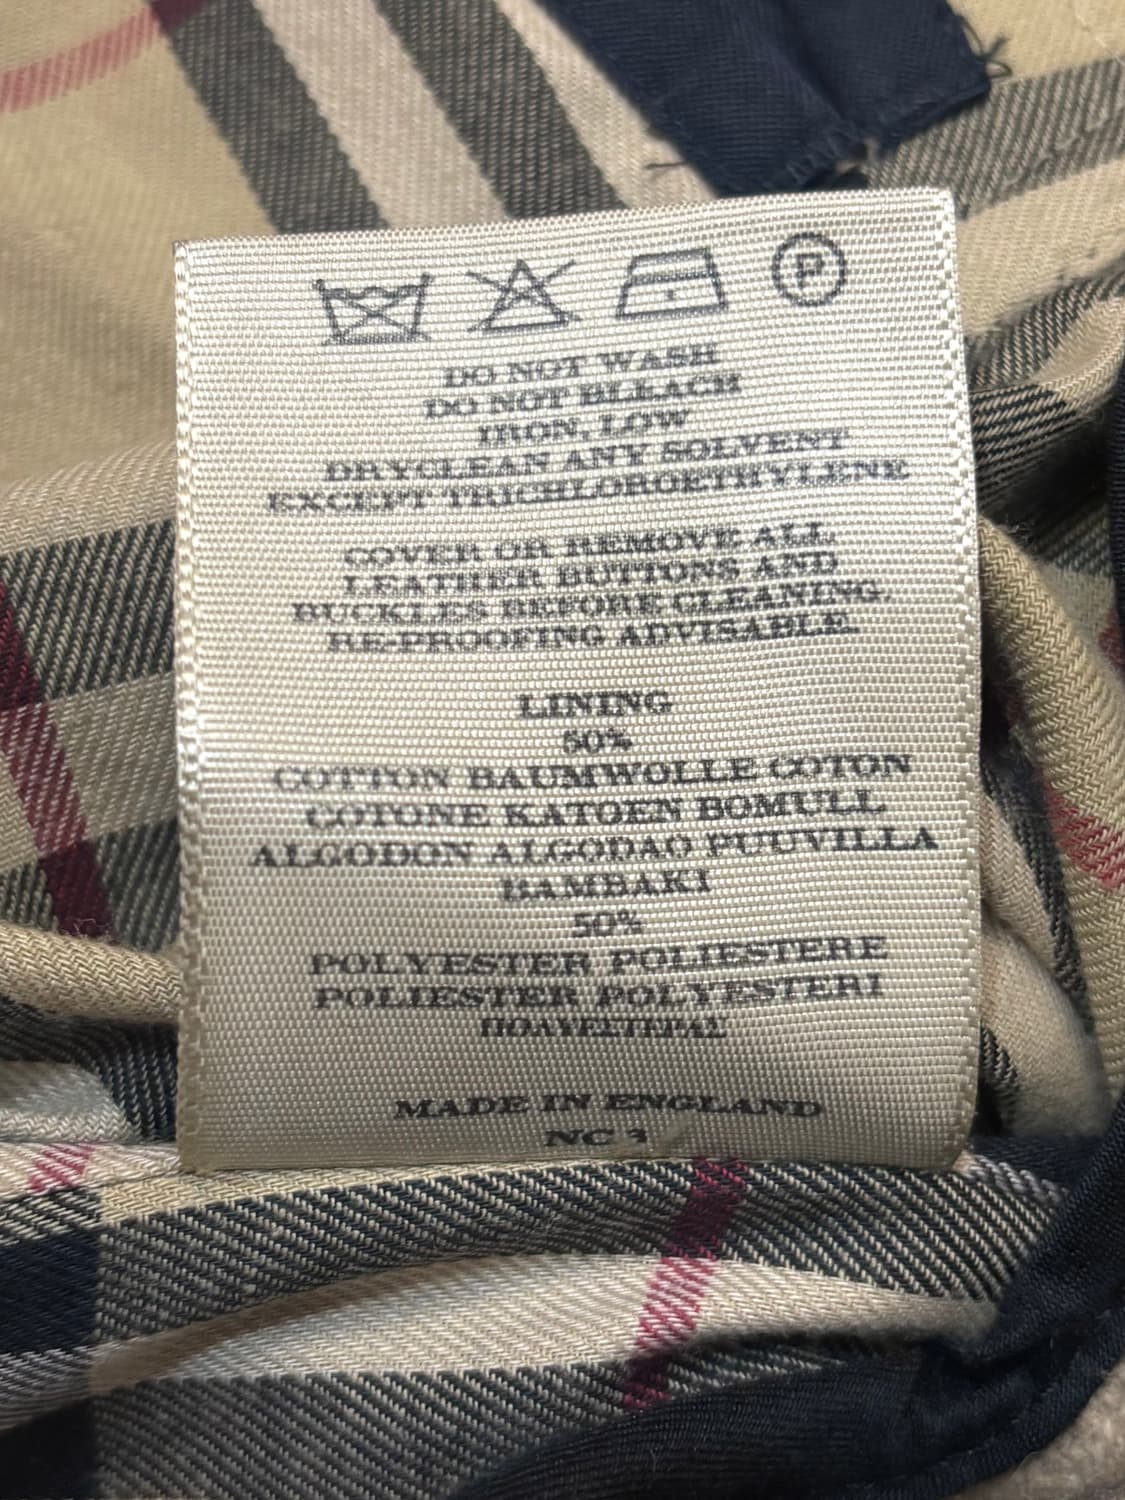 P
DO NOT WASH
DO NOT BLEACH
IRON, LOW
DRYCLEAN ANY SOLVENT
EXCEPT TRICHLOROETHYLENE
COVER OR REMOVE ALL
LEATHER BUTTONS AND
BUCKLES BEFORE CLEANING.
RE-PROOFING ADVISABLE.
LINING
50%
COTTON BAUMWOLLE COTON
COTONE KATOEN BOMULL
ALGODON ALGODAO PUUVILLA
BAMBAKI
50%
POLYESTER POLIESTERE
POLIESTER POLYESTERI
ΠΟΛΥΕΣΤΕΡΑΣ
MADE IN ENGLAND
NC 3